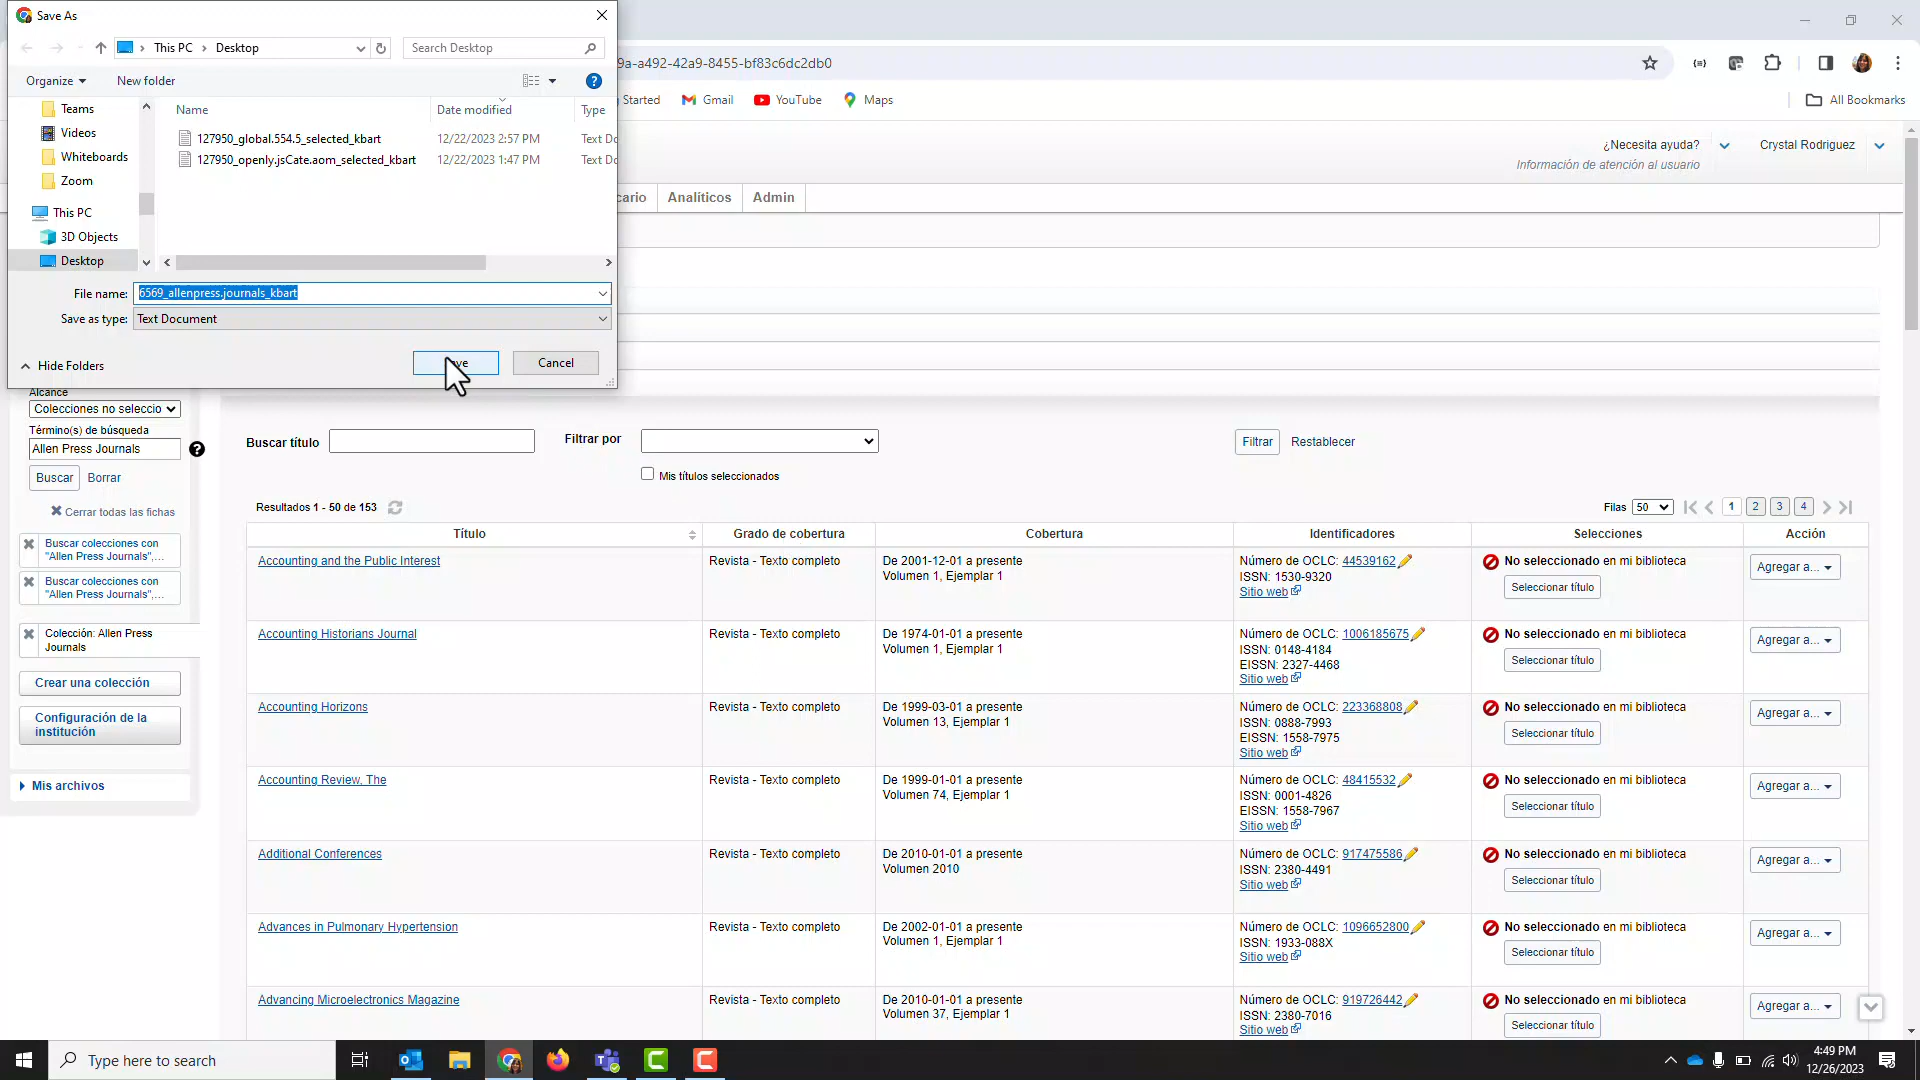 Save As
This PC
Desktop
Search Desktop
Organize
New folder
Teams
Videos
Whiteboards
Zoom
This PC
3D Objects
Desktop
Name
Date modified
Type
127950_global.554.5_selected_kbart
12/22/2023 2:57 PM
Text Do
127950_openly.jsCate.aom_selected_kbart
12/22/2023 1:47 PM
Text Do
File name:
6569_allenpress.journals_kbart
Save as type:
Text Document
Hide Folders
Cancel
9a-a492-42a9-8455-bf83c6dc2db0
Started
Gmail
YouTube
Maps
All Bookmarks
¿Necesita ayuda?
Crystal Rodriguez
Información de atención al usuario
cario
Analíticos
Admin
Alcance
Colecciones no seleccio
Término(s) de búsqueda
Allen Press Journals
Buscar
Borrar
Cerrar todas las fichas
Buscar colecciones con
"Allen Press Journals",...
Buscar colecciones con
"Allen Press Journals",...
Colección: Allen Press
Journals
Crear una colección
Configuración de la
institución
Mis archivos
Buscar título
Filtrar por
Filtrar
Restablecer
Mis títulos seleccionados
Resultados 1 - 50 de 153
Filas
50
1
2
3
4
Título
Grado de cobertura
Cobertura
Identificadores
Selecciones
Acción
Accounting and the Public Interest
Revista - Texto completo
De 2001-12-01 a presente
Volumen 1, Ejemplar 1
Número de OCLC: 44539162
ISSN: 1530-9320
Sitio web
No seleccionado en mi biblioteca
Seleccionar título
Agregar a...
Accounting Historians Journal
Revista - Texto completo
De 1974-01-01 a presente
Volumen 1, Ejemplar 1
Número de OCLC: 1006185675
ISSN: 0148-4184
EISSN: 2327-4468
Sitio web
No seleccionado en mi biblioteca
Seleccionar título
Agregar a...
Accounting Horizons
Revista - Texto completo
De 1999-03-01 a presente
Volumen 13, Ejemplar 1
Número de OCLC: 223368808
ISSN: 0888-7993
EISSN: 1558-7975
Sitio web
No seleccionado en mi biblioteca
Seleccionar título
Agregar a...
Accounting Review, The
Revista - Texto completo
De 1999-01-01 a presente
Volumen 74, Ejemplar 1
Número de OCLC: 48415532
ISSN: 0001-4826
EISSN: 1558-7967
Sitio web
No seleccionado en mi biblioteca
Seleccionar título
Agregar a...
Additional Conferences
Revista - Texto completo
De 2010-01-01 a presente
Volumen 2010
Número de OCLC: 917475586
ISSN: 2380-4491
Sitio web
No seleccionado en mi biblioteca
Seleccionar título
Agregar a...
Advances in Pulmonary Hypertension
Revista - Texto completo
De 2002-01-01 a presente
Volumen 1, Ejemplar 1
Número de OCLC: 1096652800
ISSN: 1933-088X
Sitio web
No seleccionado en mi biblioteca
Seleccionar título
Agregar a...
Advancing Microelectronics Magazine
Revista - Texto completo
De 2010-01-01 a presente
Volumen 37, Ejemplar 1
Número de OCLC: 919726442
ISSN: 2380-7016
Sitio web
No seleccionado en mi biblioteca
Seleccionar título
Agregar a...
Type here to search
4:49 PM
12/26/2023